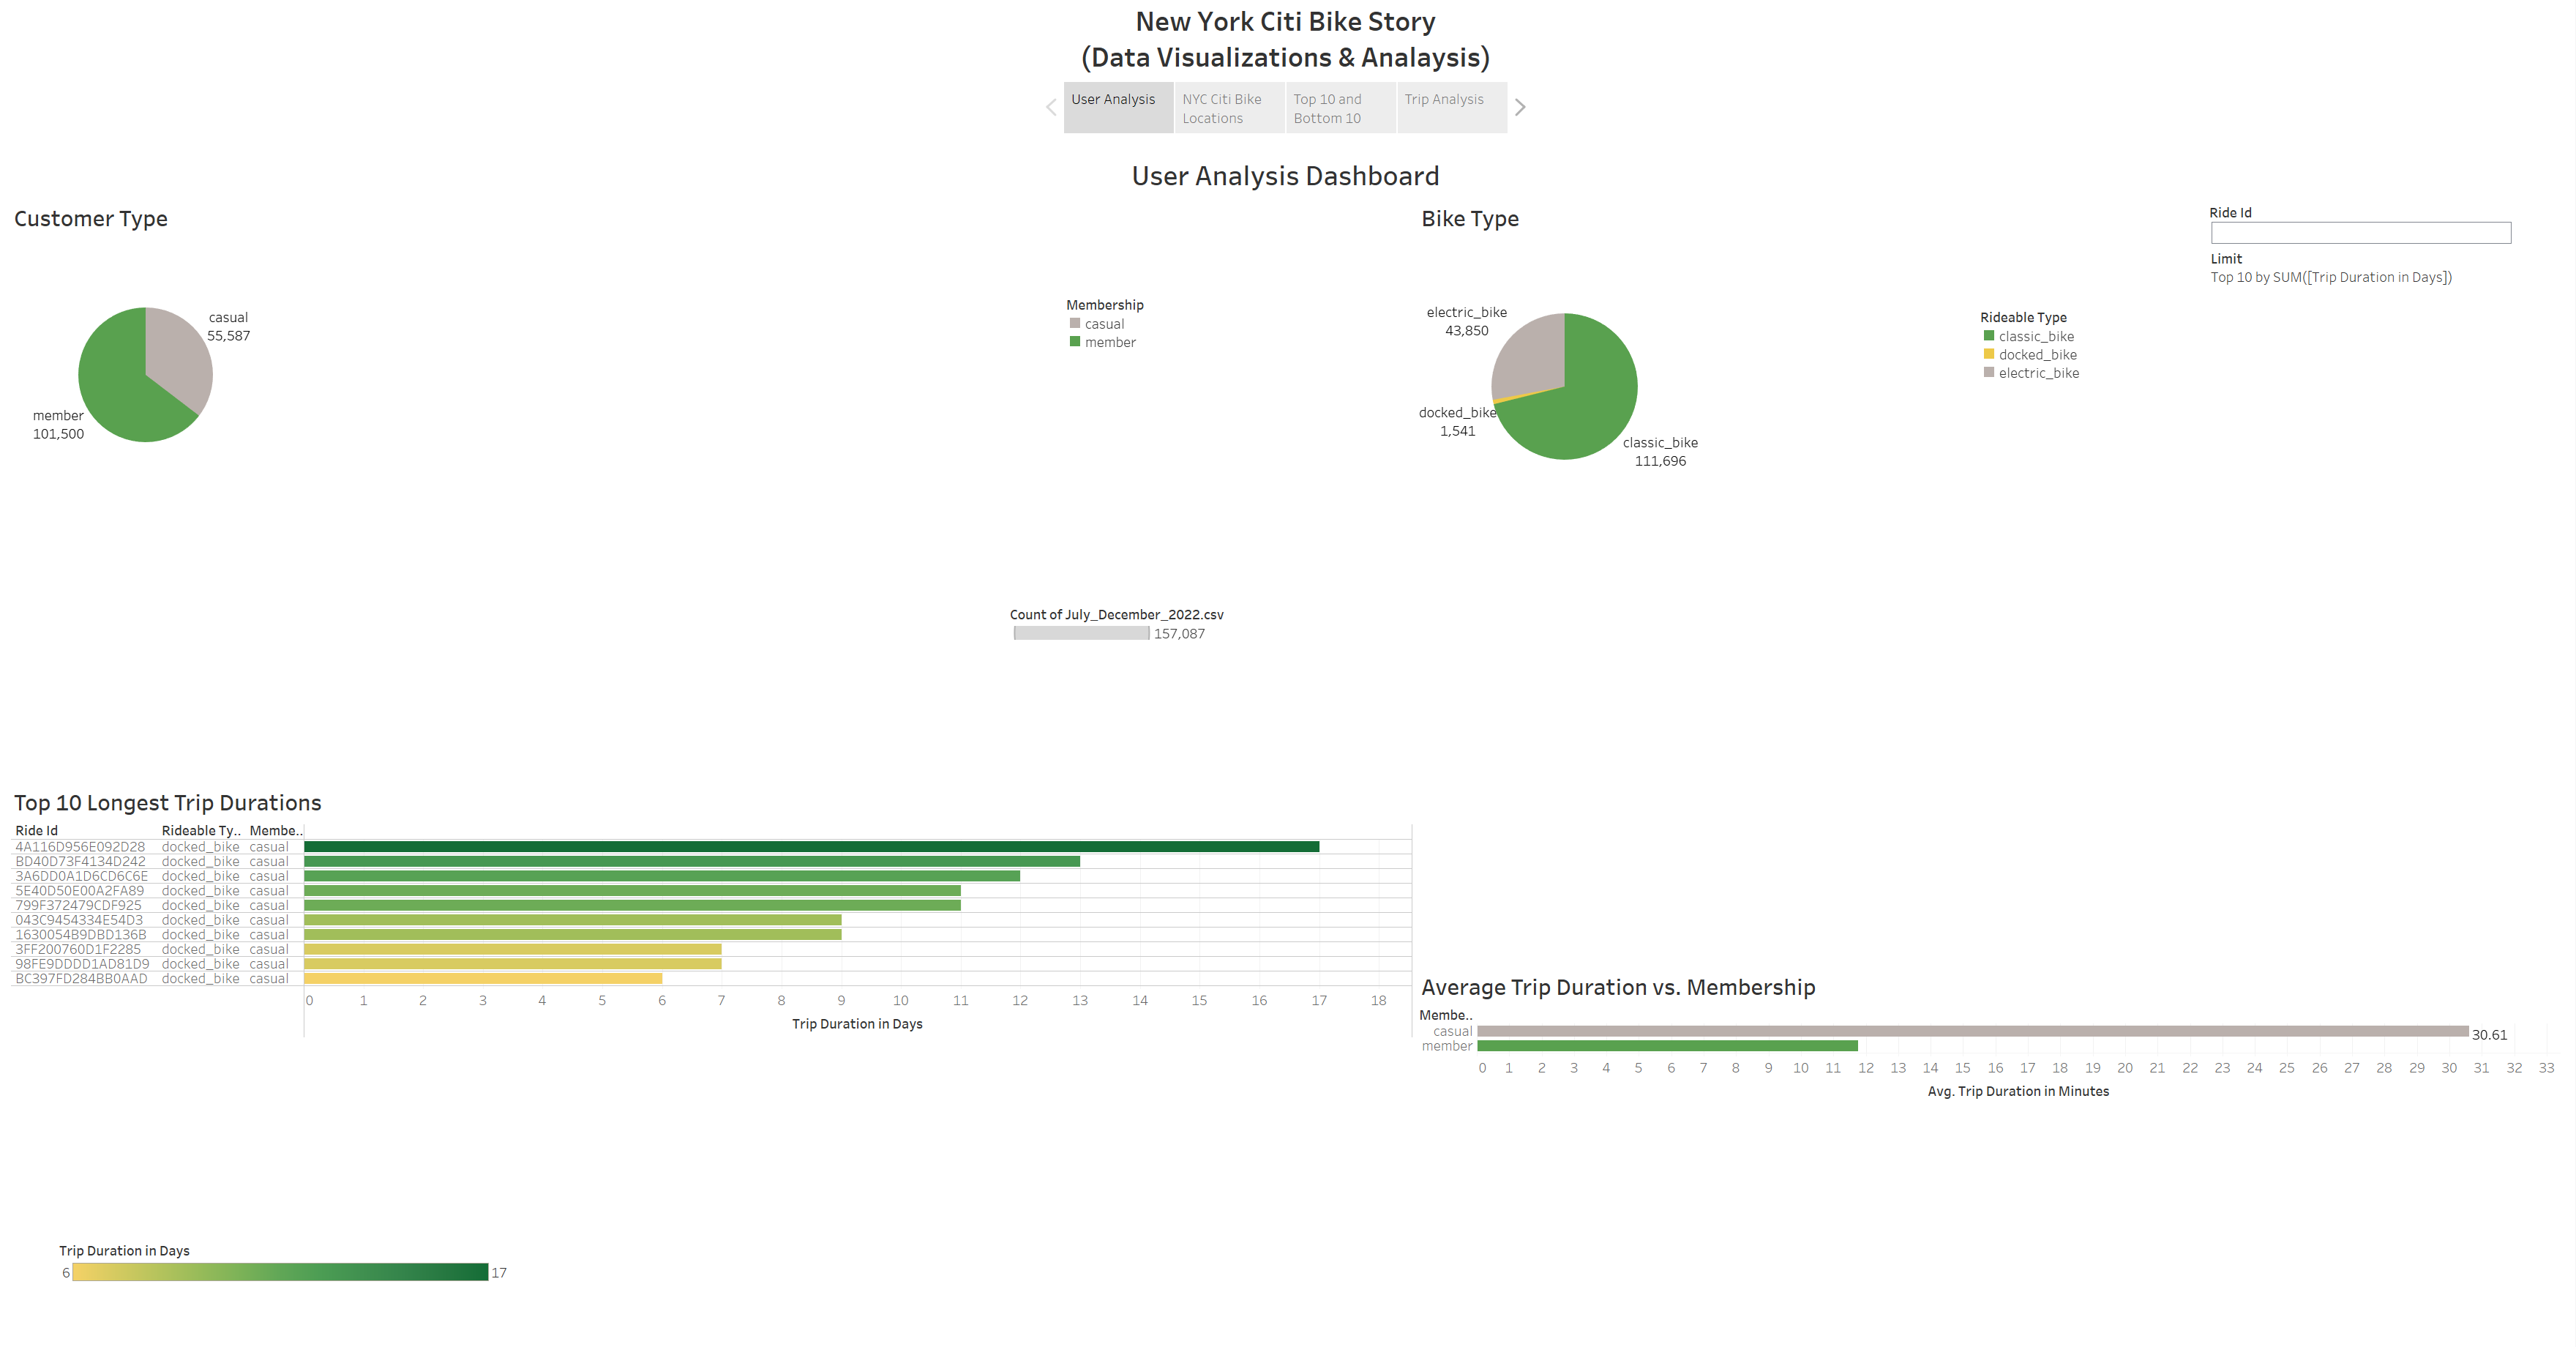 New York Citi Bike Story
(Data Visualizations & Analaysis)
User Analysis
NYC Citi Bike
Locations
Top 10 and
Bottom 10
Trip Analysis
User Analysis Dashboard
Customer Type
casual
55,587
member
101,500
Membership
casual
member
Count of July_December_2022.csv
157,087
Bike Type
electric_bike
43,850
docked_bike
1,541
classic_bike
111,696
Rideable Type
classic_bike
docked_bike
electric_bike
Ride Id
Limit
Top 10 by SUM([Trip Duration in Days])
Top 10 Longest Trip Durations
Ride Id Rideable Ty.. Membe..
4A116D956E092D28 docked_bike casual
BD40D73F4134D242 docked_bike casual
3A6DD0A1D6CD6C6E docked_bike casual
5E40D50E00A2FA89 docked_bike casual
799F372479CDF925 docked_bike casual
043C9454334E54D3 docked_bike casual
1630054B9DBD136B docked_bike casual
3FF200760D1F2285 docked_bike casual
98FE9DDDD1AD81D9 docked_bike casual
BC397FD284BB0AAD docked_bike casual
0 1 2 3 4 5 6 7 8 9 10 11 12 13 14 15 16 17 18
Trip Duration in Days
Average Trip Duration vs. Membership
Membe..
casual 30.61
member
0 1 2 3 4 5 6 7 8 9 10 11 12 13 14 15 16 17 18 19 20 21 22 23 24 25 26 27 28 29 30 31 32 33
Avg. Trip Duration in Minutes
Trip Duration in Days
6 17